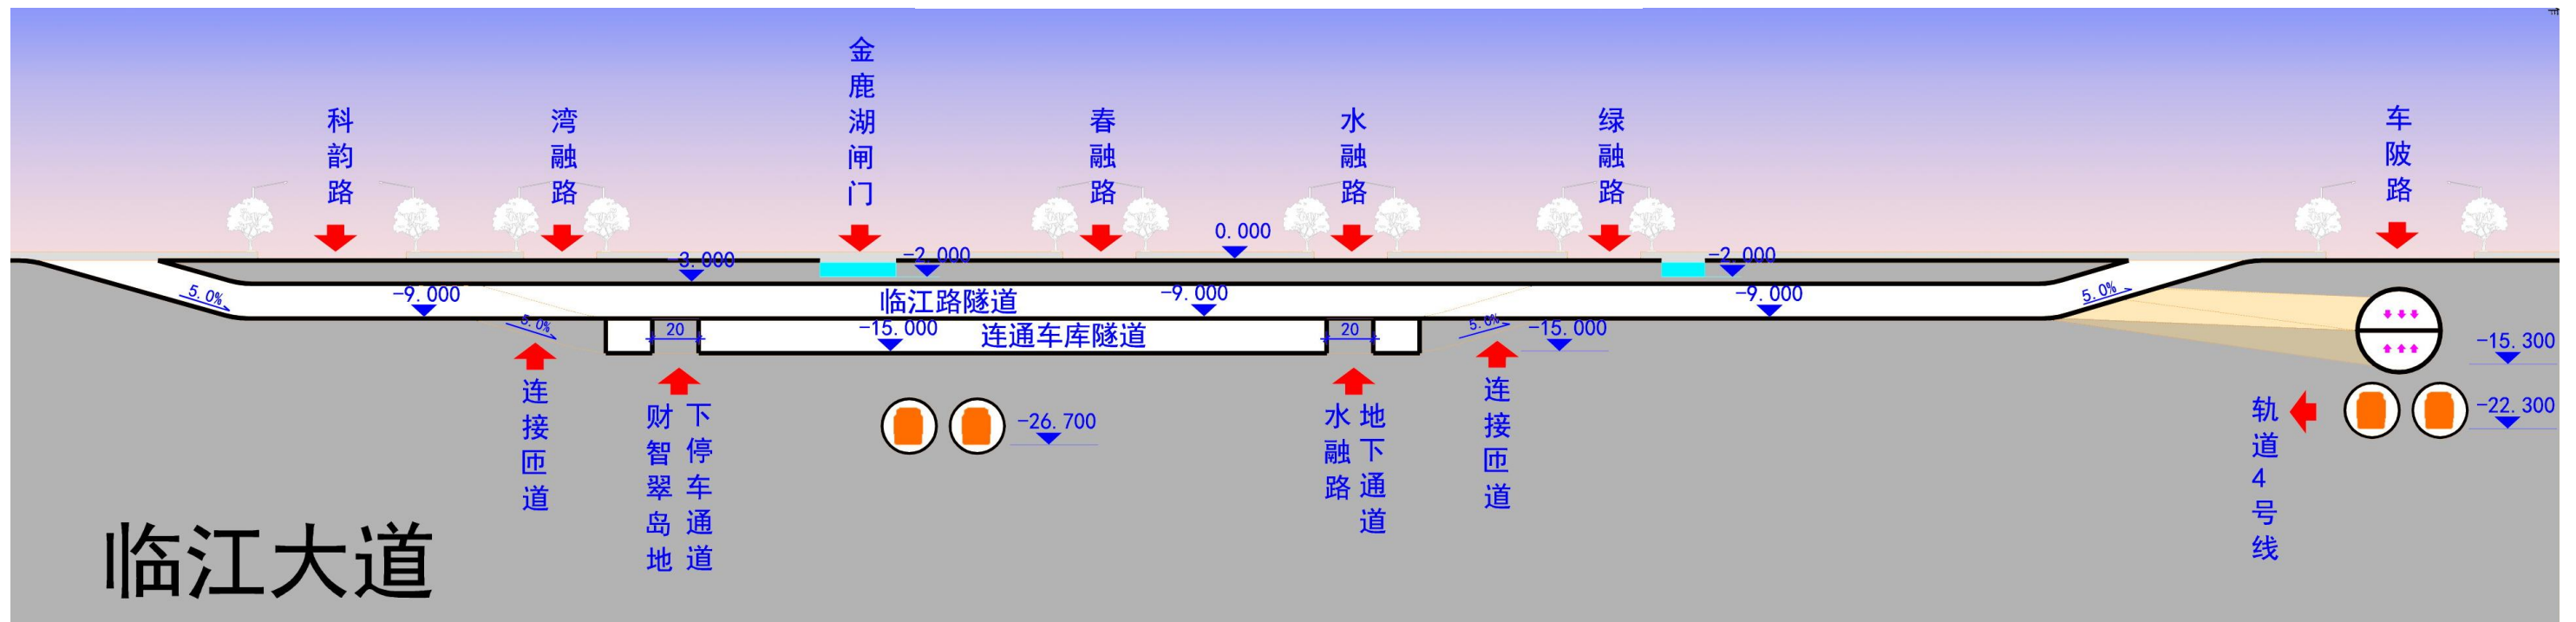 科韵路
湾融路
金鹿湖闸门
春融路
水融路
绿融路
车陂路
0.000
-3.000
-2.000
-2.000
5.0%
-9.000
临江路隧道
-9.000
-9.000
5.0%
5.0%
20
-15.000
连通车库隧道
20
5.0%
-15.000
-15.300
连接匝道
财智翠岛地
下停车通道
-26.700
水融路
地下通道
连接匝道
轨道4号线
-22.300
临江大道